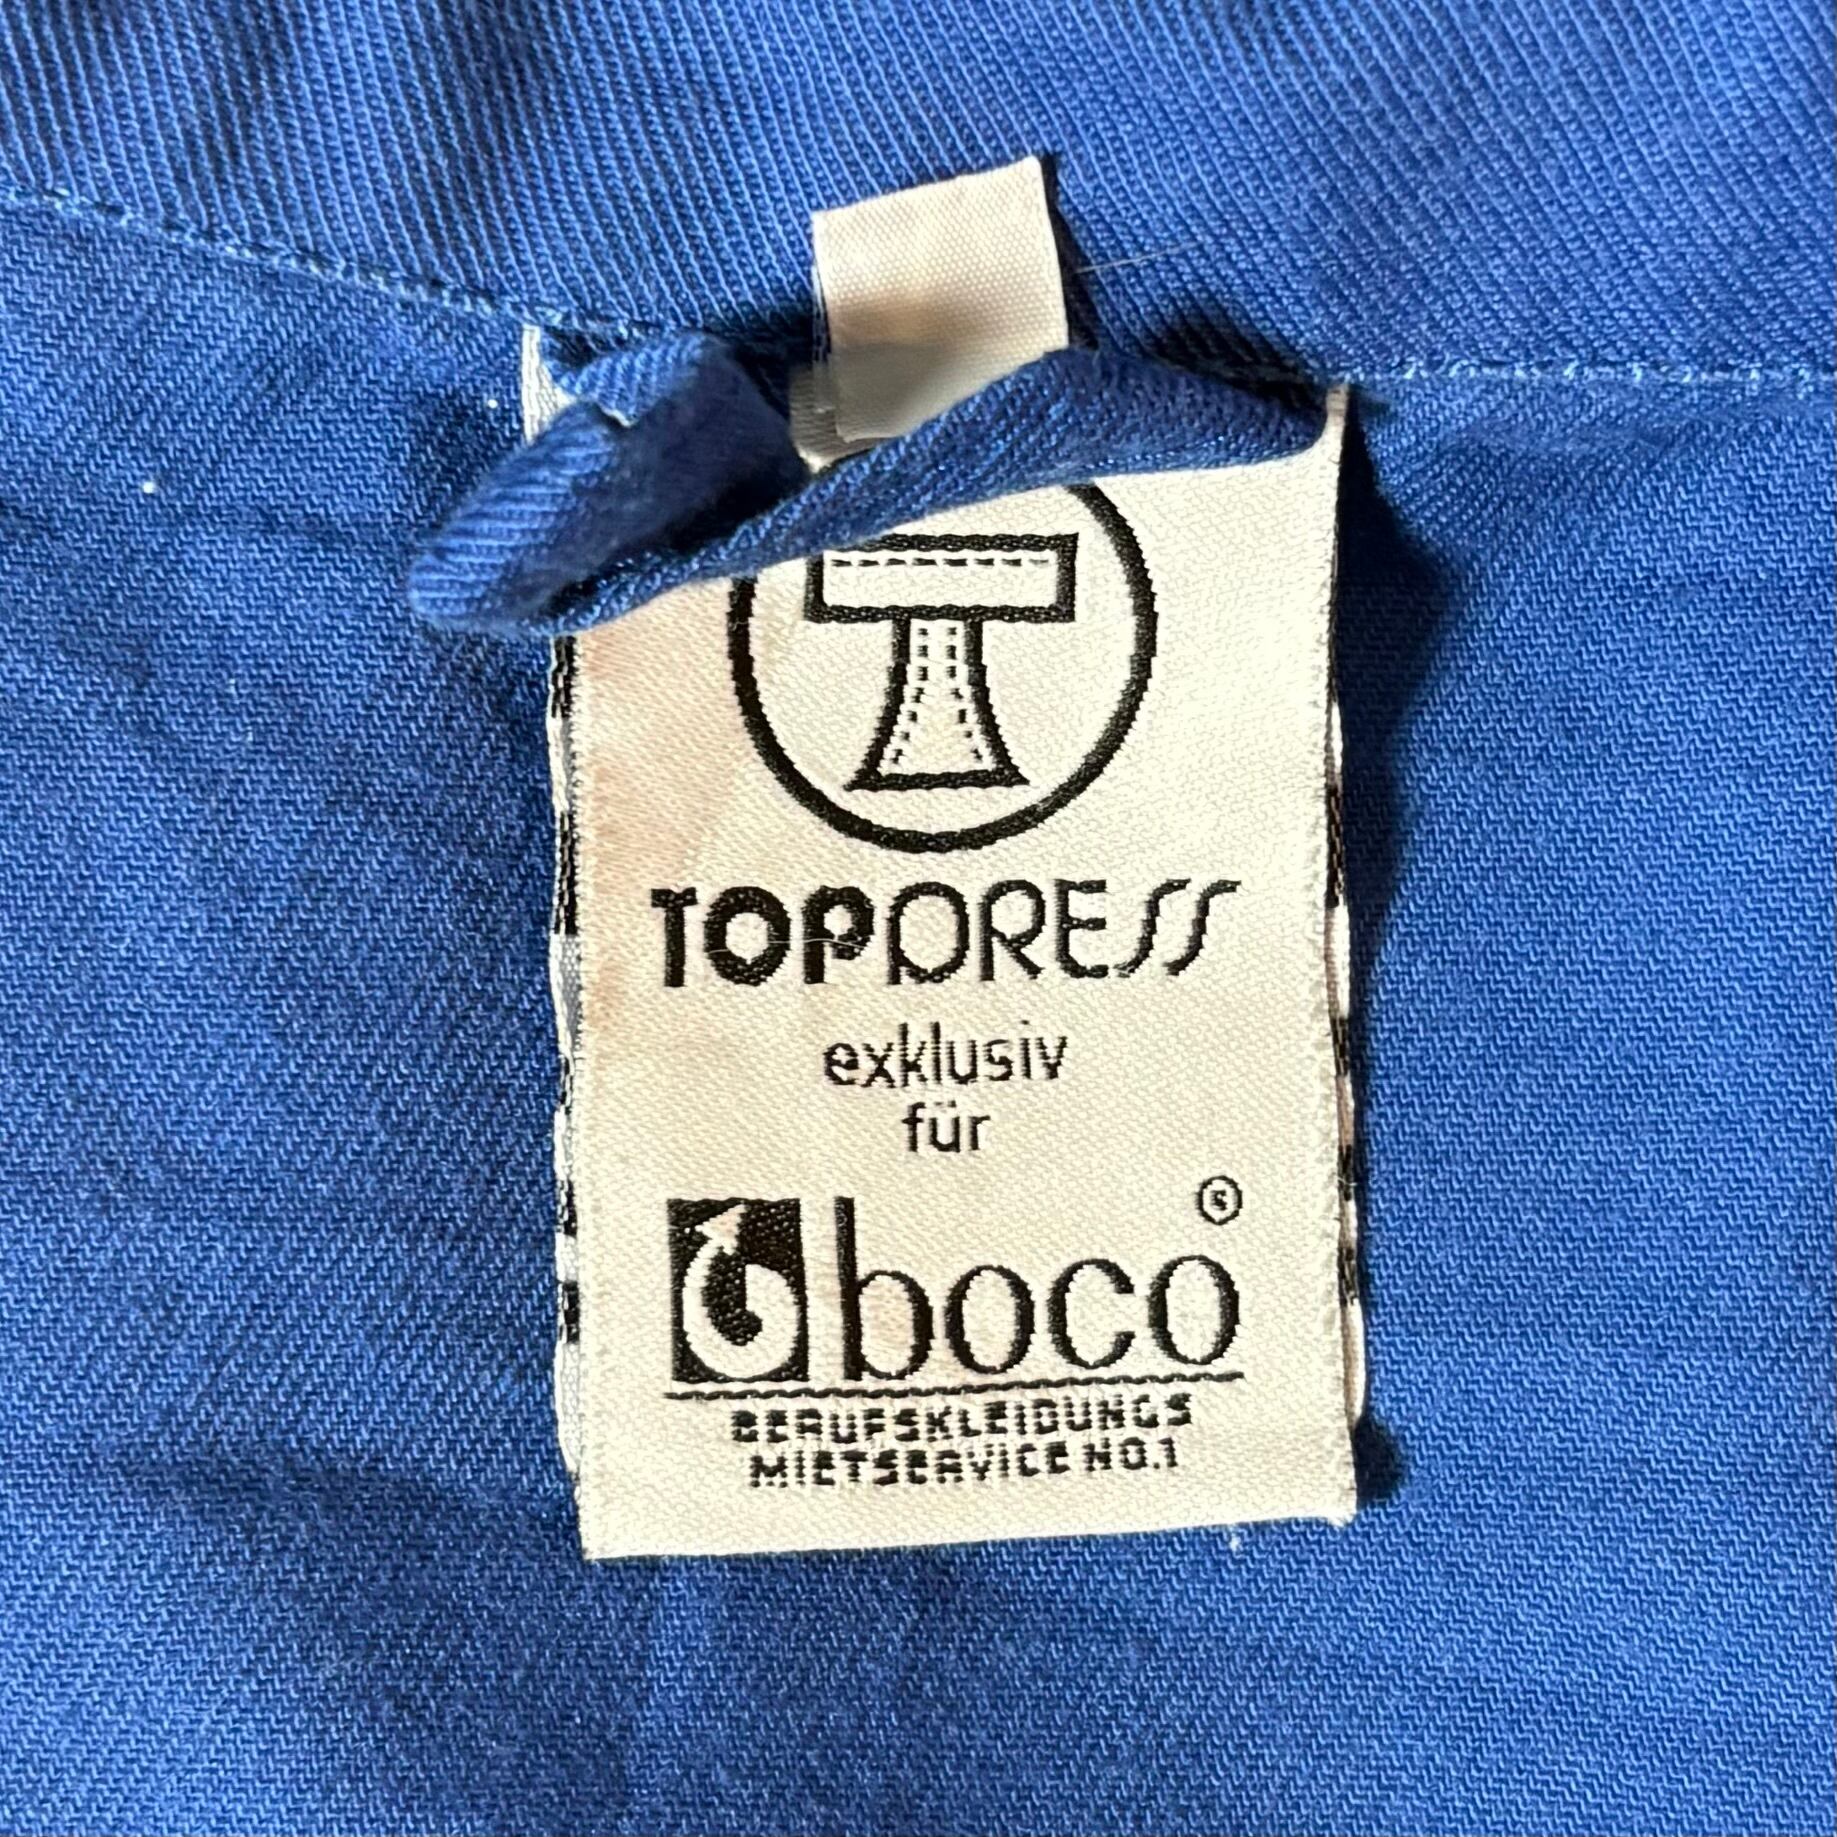 T
TOPDRESS
exklusiv
für
boco®
BERUFSKLEIDUNGS
MIETSERVICE NO.1